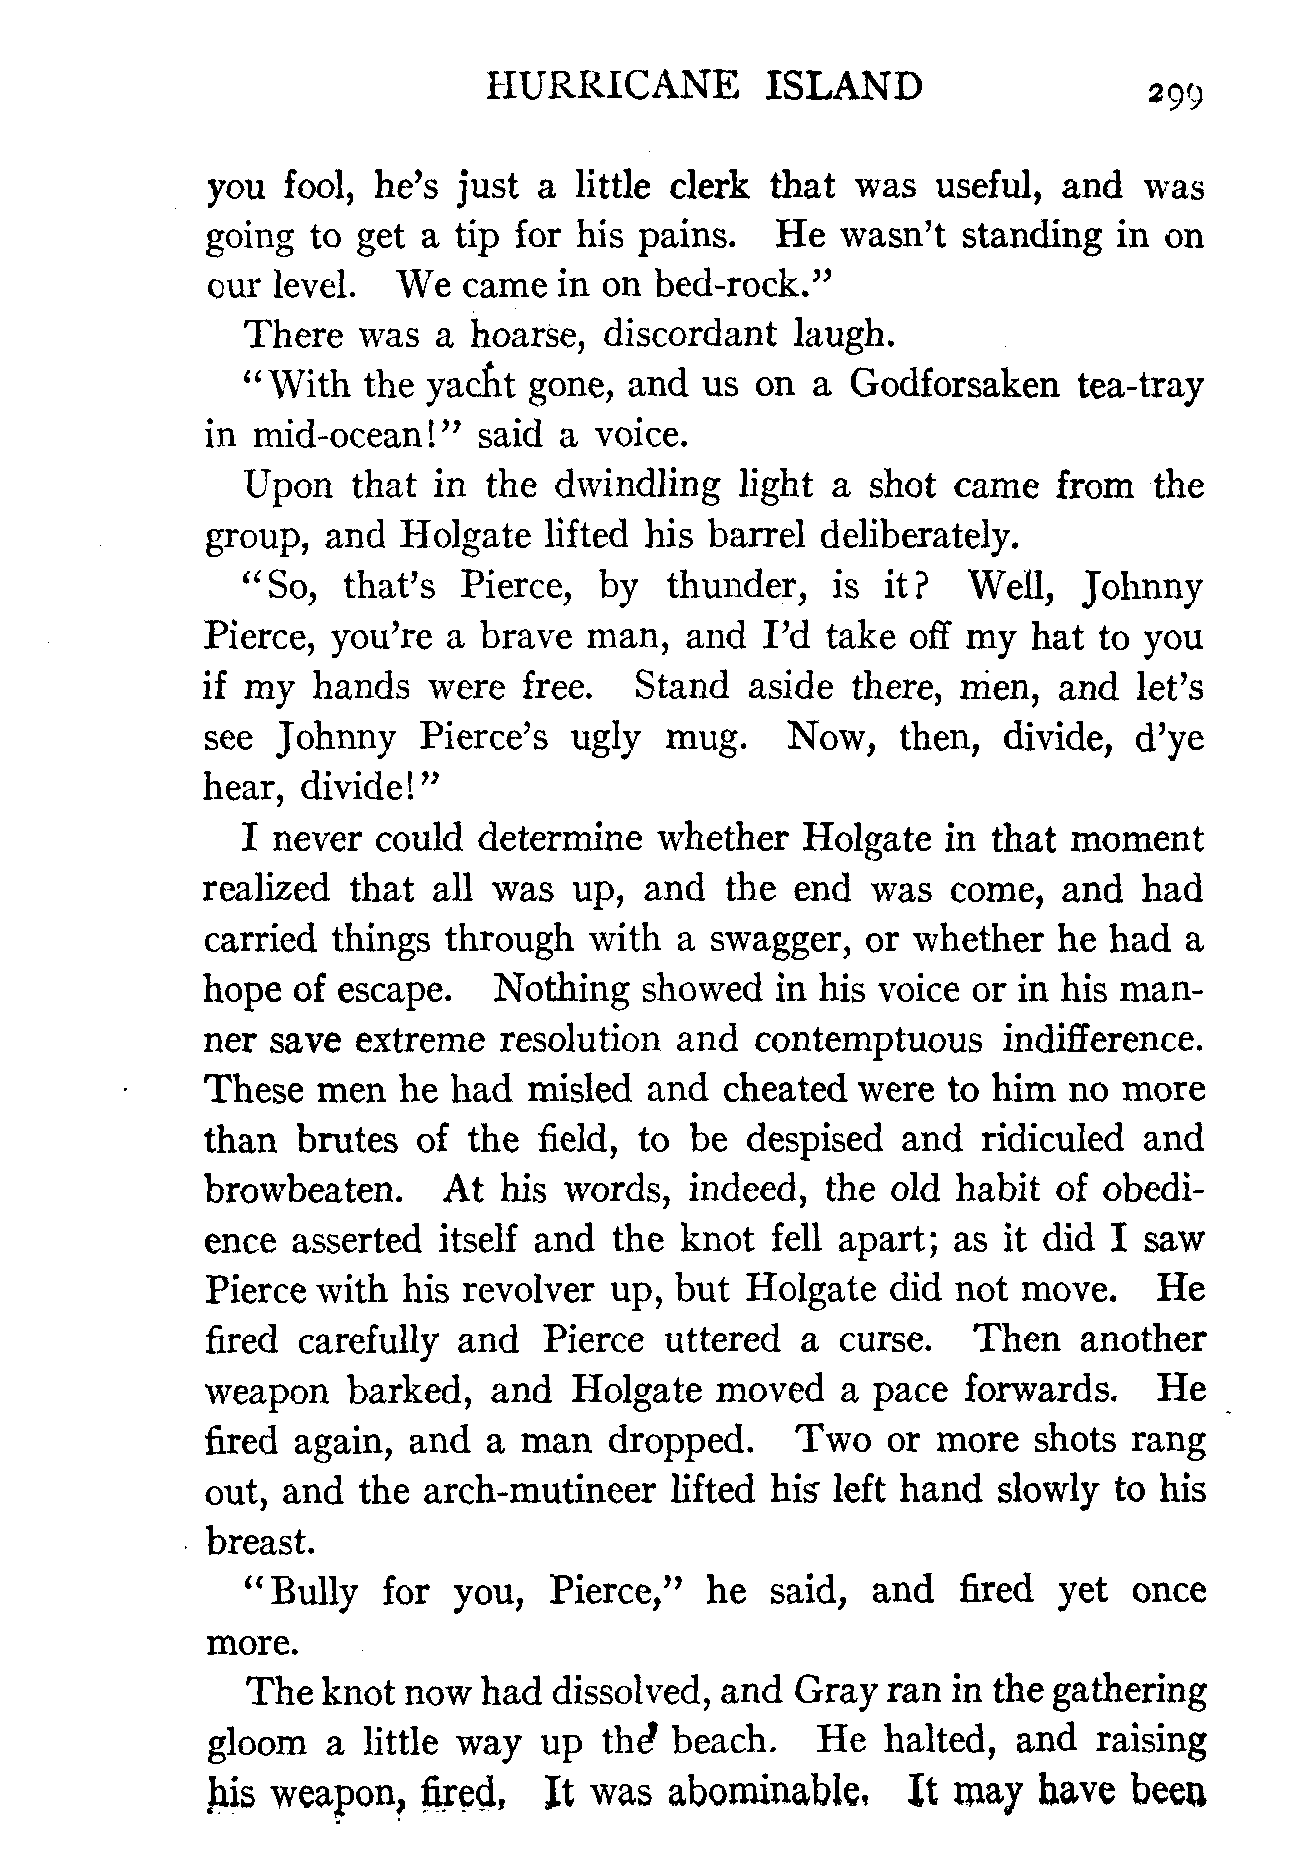 HURRICANE ISLAND 299
you fool, he's just a little clerk that was useful, and was
going to get a tip for his pains. He wasn't standing in on
our level. We came in on bed-rock."
There was a hoarse, discordant laugh.
"With the yacht gone, and us on a Godforsaken tea-tray
in mid-ocean!" said a voice.
Upon that in the dwindling light a shot came from the
group, and Holgate lifted his barrel deliberately.
"So, that's Pierce, by thunder, is it? Well, Johnny
Pierce, you're a brave man, and I'd take off my hat to you
if my hands were free. Stand aside there, men, and let's
see Johnny Pierce's ugly mug. Now, then, divide, d'ye
hear, divide!"
I never could determine whether Holgate in that moment
realized that all was up, and the end was come, and had
carried things through with a swagger, or whether he had a
hope of escape. Nothing showed in his voice or in his man-
ner save extreme resolution and contemptuous indifference.
These men he had misled and cheated were to him no more
than brutes of the field, to be despised and ridiculed and
browbeaten. At his words, indeed, the old habit of obedi-
ence asserted itself and the knot fell apart; as it did I saw
Pierce with his revolver up, but Holgate did not move. He
fired carefully and Pierce uttered a curse. Then another
weapon barked, and Holgate moved a pace forwards. He
fired again, and a man dropped. Two or more shots rang
out, and the arch-mutineer lifted his left hand slowly to his
breast.
"Bully for you, Pierce," he said, and fired yet once
more.
The knot now had dissolved, and Gray ran in the gathering
gloom a little way up the beach. He halted, and raising
his weapon, fired. It was abominable. It may have been